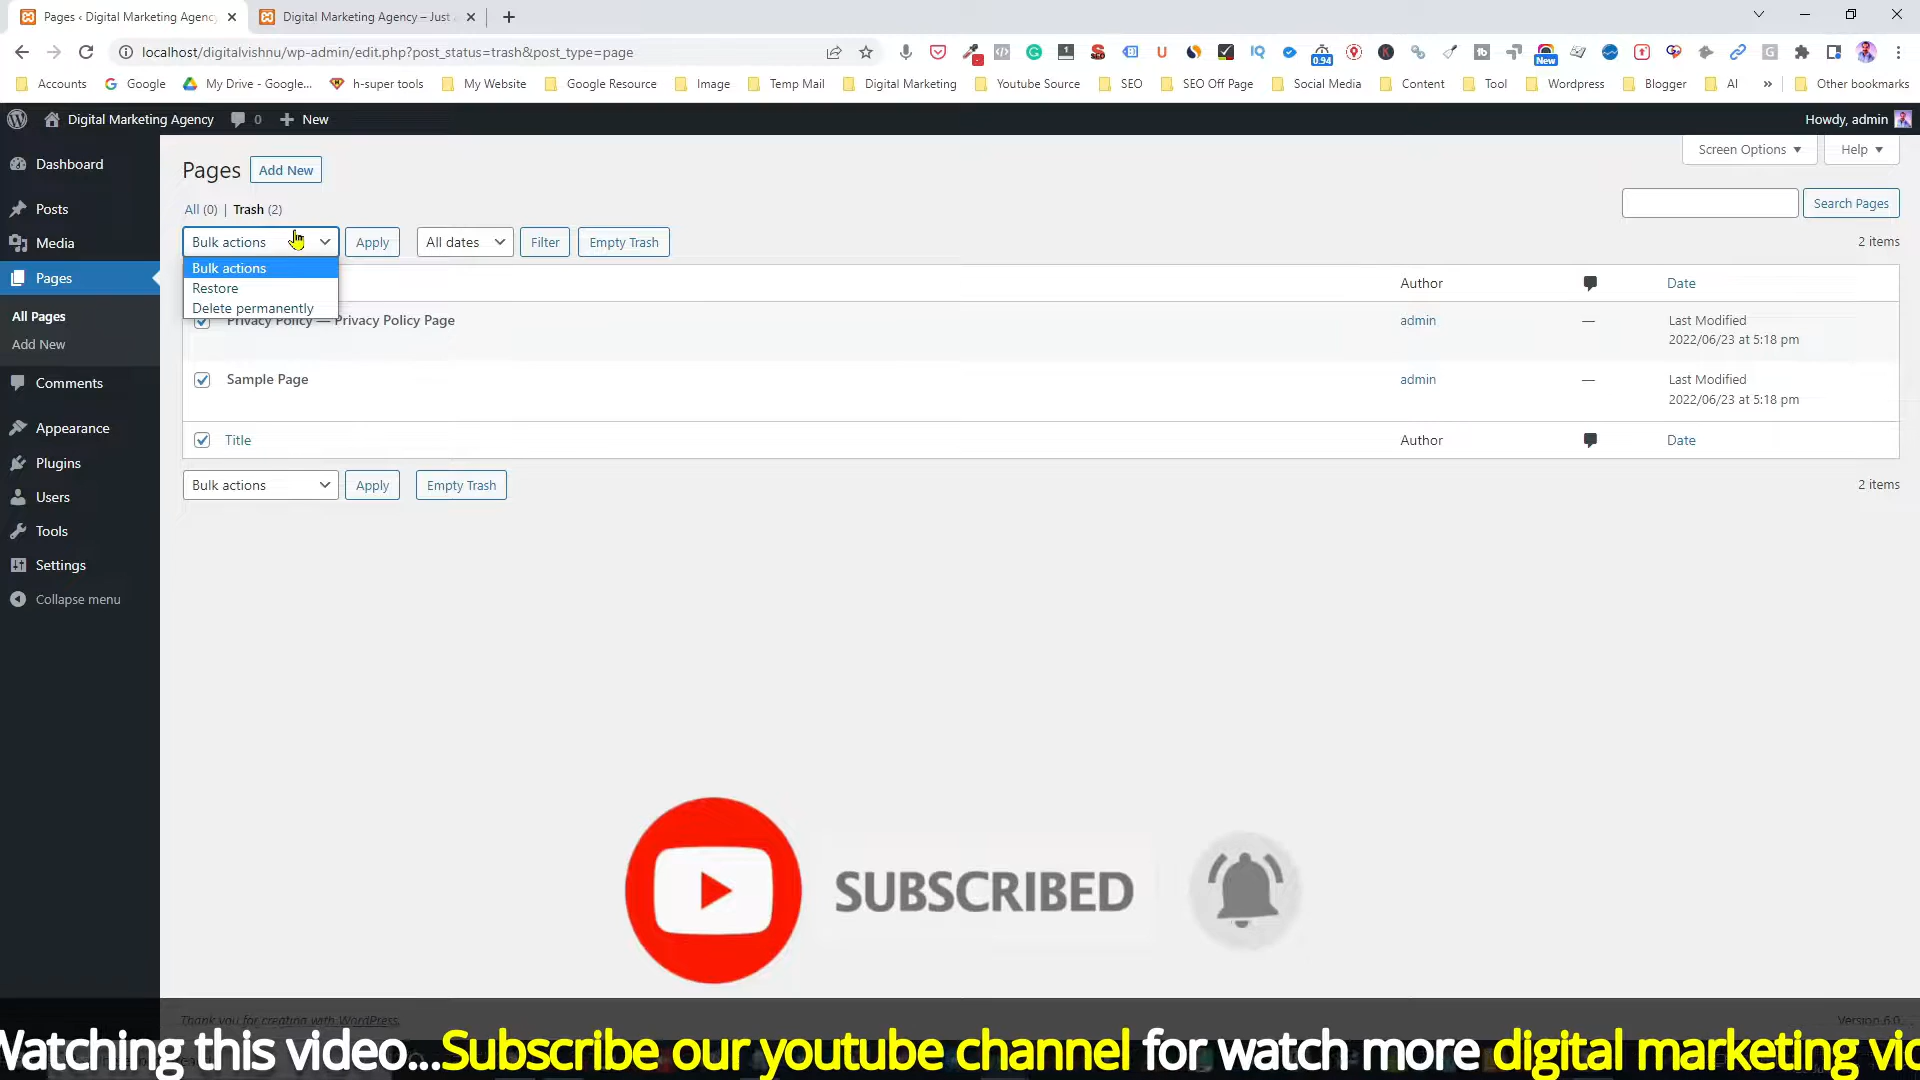 Pages ‹ Digital Marketing Agency
Digital Marketing Agency – Just
localhost/digitalvishnu/wp-admin/edit.php?post_status=trash&post_type=page
0.94
New
Accounts
Google
My Drive - Google...
h-super tools
My Website
Google Resource
Image
Temp Mail
Digital Marketing
Youtube Source
SEO
SEO Off Page
Social Media
Content
Tool
Wordpress
Blogger
AI
»
Other bookmarks
Digital Marketing Agency
0
New
Howdy, admin
Dashboard
Posts
Media
Pages
All Pages
Add New
Comments
Appearance
Plugins
Users
Tools
Settings
Collapse menu
Screen Options
Help
Pages
Add New
All (0) | Trash (2)
Search Pages
Bulk actions
Apply
All dates
Filter
Empty Trash
2 items
Bulk actions
Restore
Delete permanently
Author
Date
Privacy Policy — Privacy Policy Page
admin
—
Last Modified
2022/06/23 at 5:18 pm
Sample Page
admin
—
Last Modified
2022/06/23 at 5:18 pm
Title
Author
Date
Bulk actions
Apply
Empty Trash
2 items
SUBSCRIBED
Thank you for creating with WordPress.
Version 6.0
Watching this video...Subscribe our youtube channel for watch more digital marketing vid